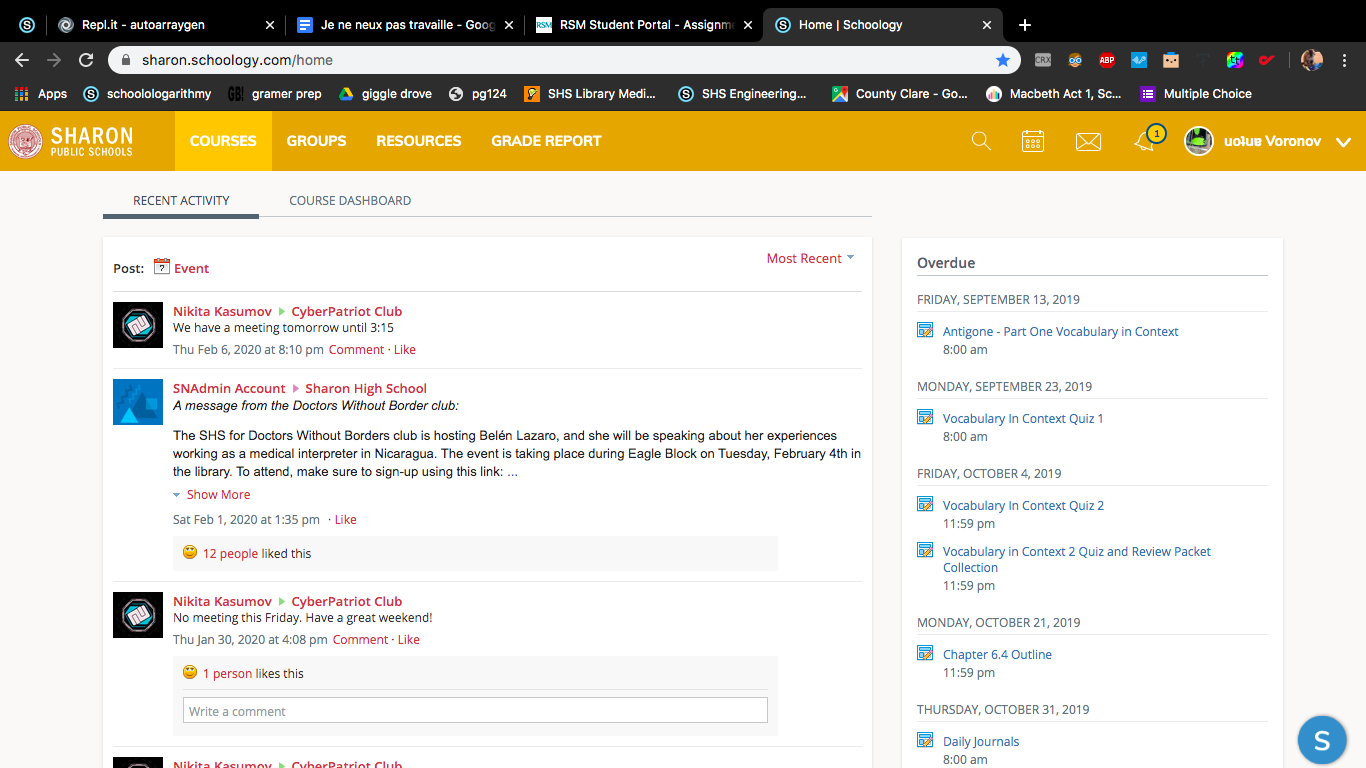 Repl.it - autoarraygen
Je ne neux pas travaille - Goog
RSM Student Portal - Assignme
Home | Schoology
sharon.schoology.com/home
CRX
ABP
Apps
schoolologarithmy
GB!
gramer prep
giggle drove
pg124
SHS Library Medi...
SHS Engineering...
County Clare - Go...
Macbeth Act 1, Sc...
Multiple Choice
SHARON
PUBLIC SCHOOLS
COURSES
GROUPS
RESOURCES
GRADE REPORT
1
Voronov
RECENT ACTIVITY
COURSE DASHBOARD
Post: Event
Most Recent
Nikita Kasumov CyberPatriot Club
We have a meeting tomorrow until 3:15
Thu Feb 6, 2020 at 8:10 pm Comment · Like
SNAdmin Account Sharon High School
A message from the Doctors Without Border club:
The SHS for Doctors Without Borders club is hosting Belén Lazaro, and she will be speaking about her experiences
working as a medical interpreter in Nicaragua. The event is taking place during Eagle Block on Tuesday, February 4th in
the library. To attend, make sure to sign-up using this link: ...
Show More
Sat Feb 1, 2020 at 1:35 pm · Like
12 people liked this
Nikita Kasumov CyberPatriot Club
No meeting this Friday. Have a great weekend!
Thu Jan 30, 2020 at 4:08 pm Comment · Like
1 person likes this
Write a comment
Nikita Kasumov CyberPatriot Club
Overdue
FRIDAY, SEPTEMBER 13, 2019
Antigone - Part One Vocabulary in Context
8:00 am
MONDAY, SEPTEMBER 23, 2019
Vocabulary In Context Quiz 1
8:00 am
FRIDAY, OCTOBER 4, 2019
Vocabulary In Context Quiz 2
11:59 pm
Vocabulary in Context 2 Quiz and Review Packet
Collection
11:59 pm
MONDAY, OCTOBER 21, 2019
Chapter 6.4 Outline
11:59 pm
THURSDAY, OCTOBER 31, 2019
Daily Journals
8:00 am
S